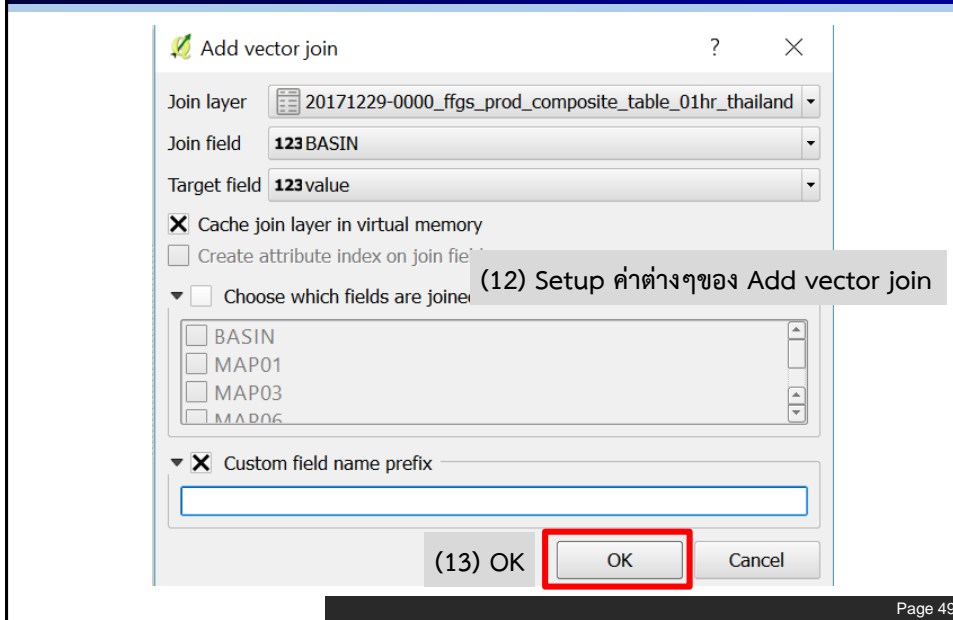 Add vector join ? ×
Join layer 20171229-0000_ffgs_prod_composite_table_01hr_thailand
Join field 123 BASIN
Target field 123 value
Cache join layer in virtual memory
Create attribute index on join fie
(12) Setup ค่าต่างๆของ Add vector join
Choose which fields are joined
BASIN
MAP01
MAP03
MAP06
Custom field name prefix
(13) OK
OK Cancel
Page 49